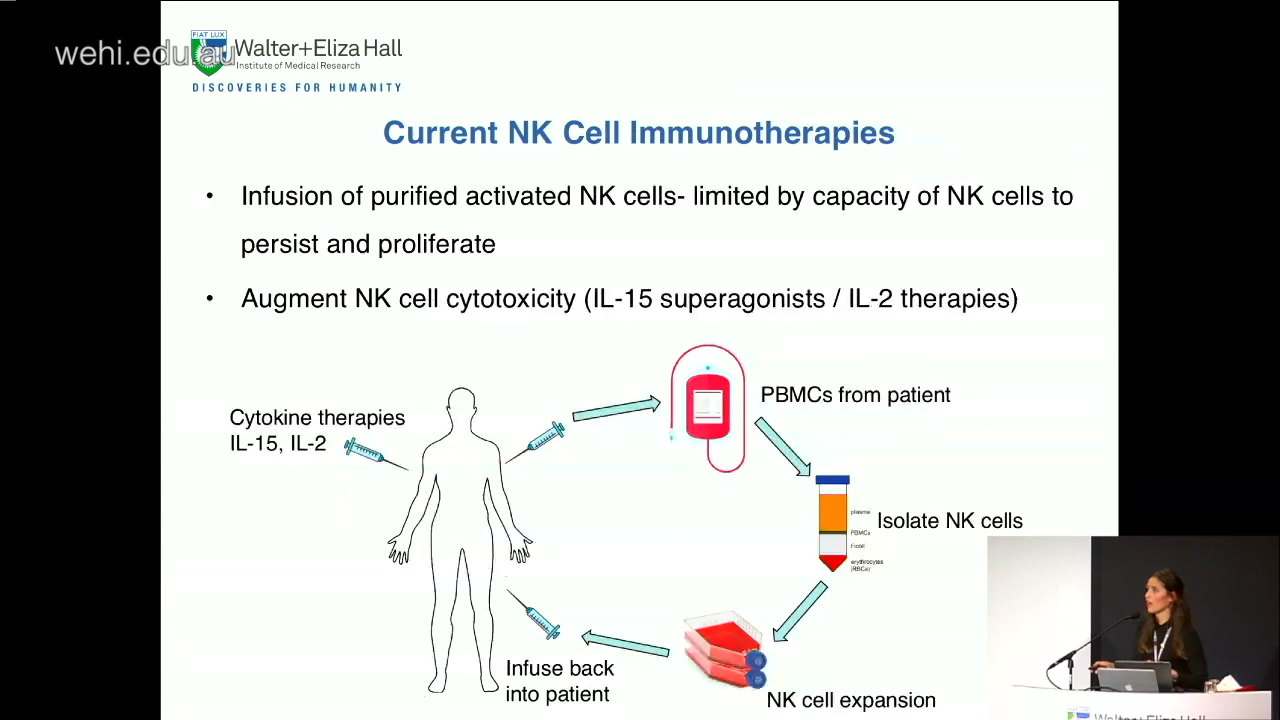 wehi.edu.au
FIAT LUX
Walter+Eliza Hall
Institute of Medical Research
DISCOVERIES FOR HUMANITY
Current NK Cell Immunotherapies
• Infusion of purified activated NK cells- limited by capacity of NK cells to
persist and proliferate
• Augment NK cell cytotoxicity (IL-15 superagonists / IL-2 therapies)
Cytokine therapies
IL-15, IL-2
PBMCs from patient
plasma
PBMCs
Ficoll
erythrocytes
(RBCs)
Isolate NK cells
NK cell expansion
Infuse back
into patient
Walter+Eliza Hall